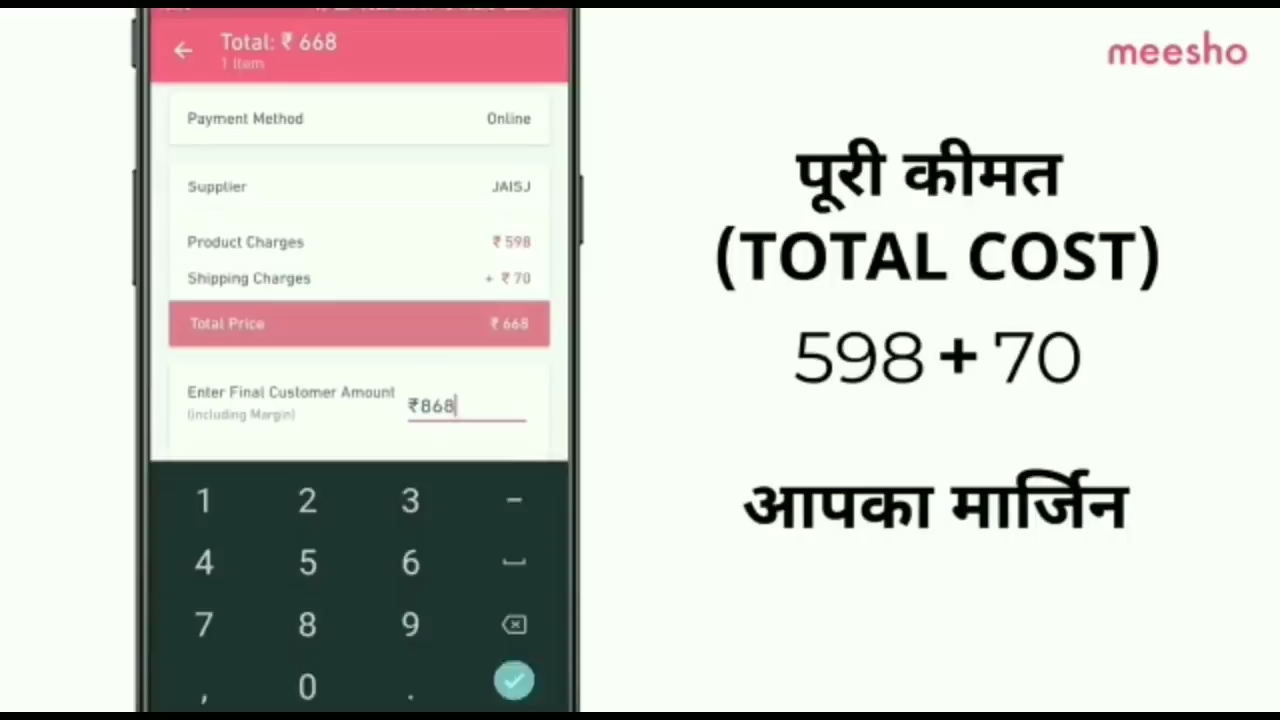 Total: ₹ 668
1 Item
meesho
Payment Method Online
Supplier JAISJ
Product Charges ₹ 598
Shipping Charges + ₹ 70
Total Price ₹ 668
Enter Final Customer Amount
(including Margin)
₹868
पूरी कीमत
(TOTAL COST)
598 + 70
आपका मार्जिन
1 2 3 -
4 5 6
7 8 9
, 0 .